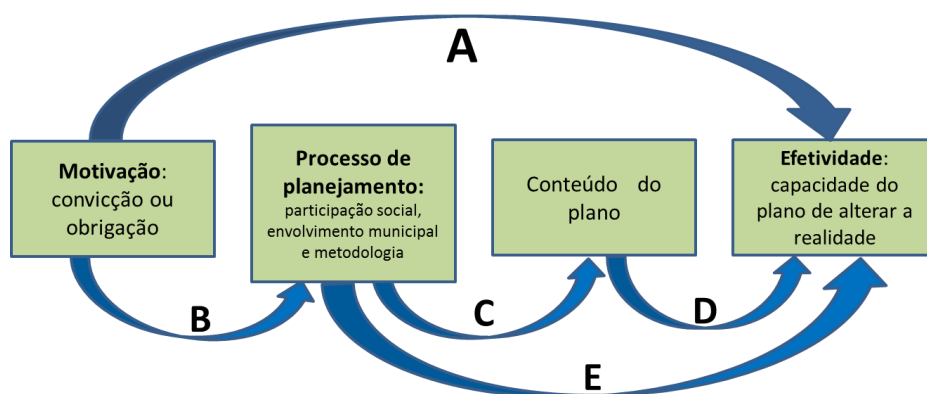 A
Motivação:
convicção ou
obrigação
Processo de
planejamento:
participação social,
envolvimento municipal
e metodologia
Conteúdo do
plano
Efetividade:
capacidade do
plano de alterar a
realidade
B
C
D
E